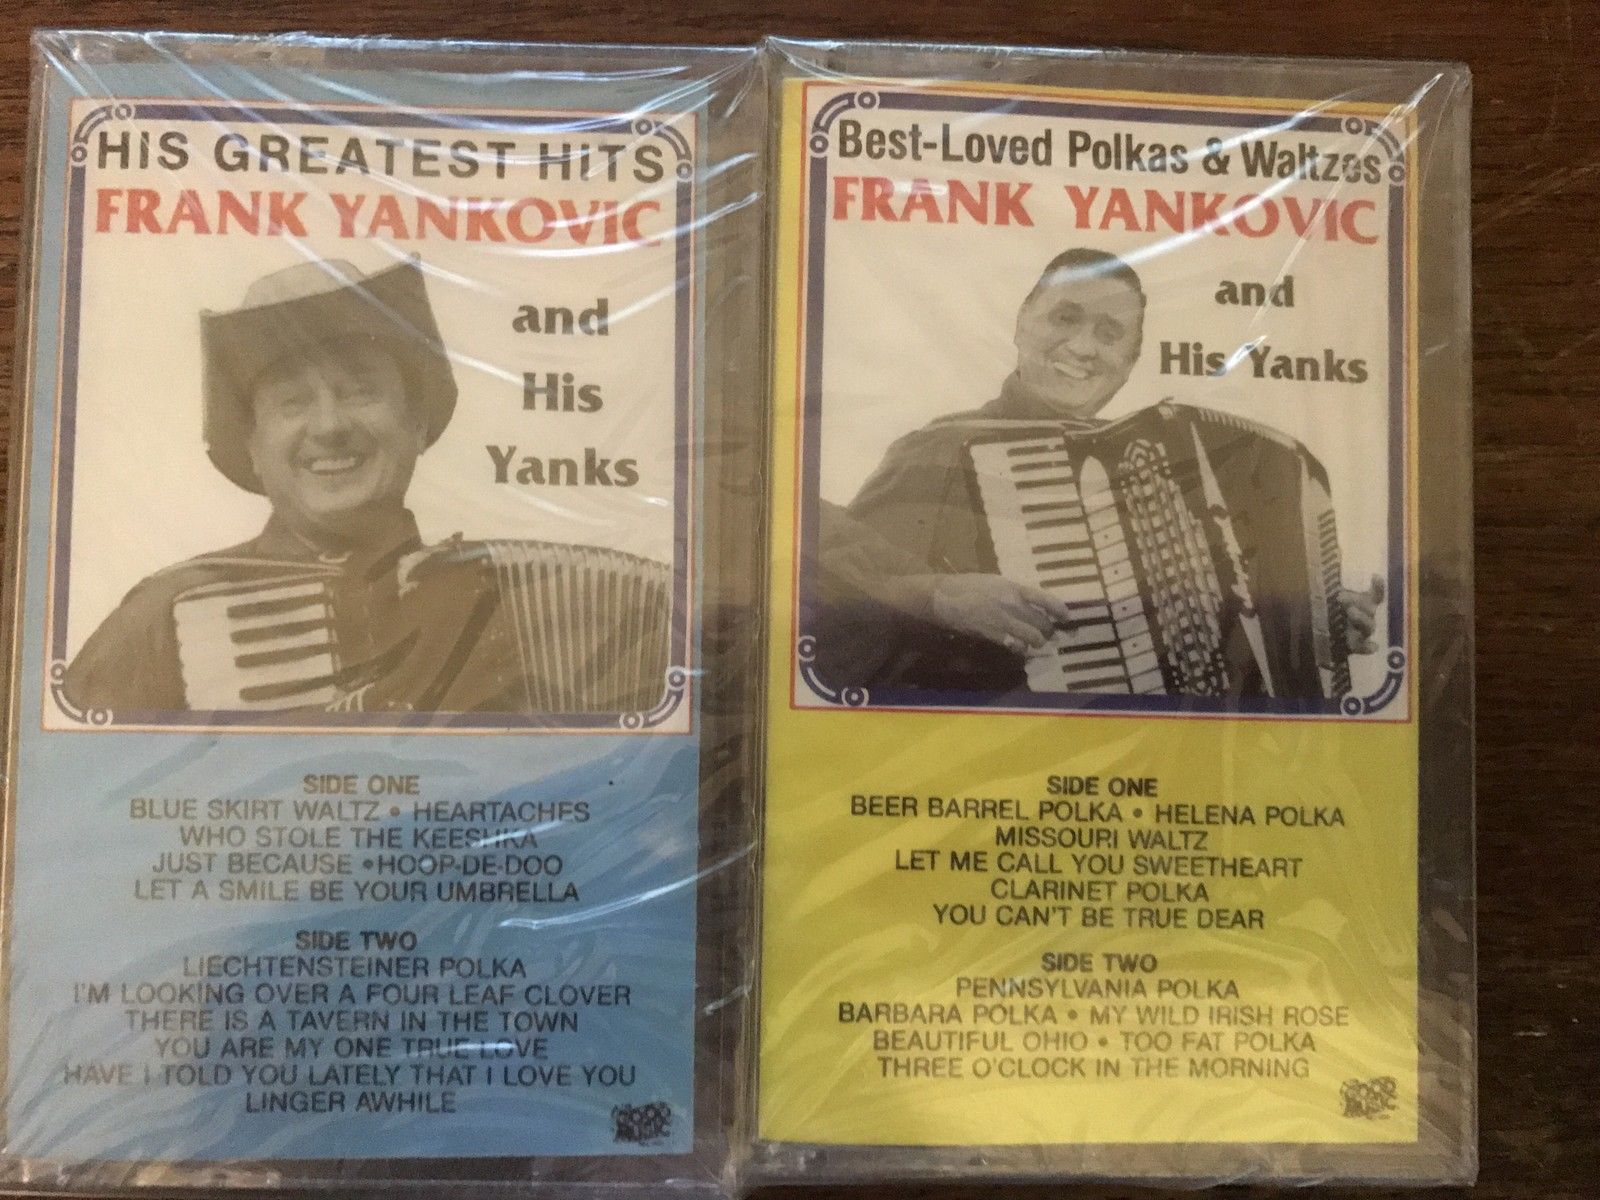 HIS GREATEST HITS
FRANK YANKOVIC
and
His
Yanks
SIDE ONE
BLUE SKIRT WALTZ • HEARTACHES
WHO STOLE THE KEESHKA
JUST BECAUSE • HOOP-DE-DOO
LET A SMILE BE YOUR UMBRELLA
SIDE TWO
LIECHTENSTEINER POLKA
I'M LOOKING OVER A FOUR LEAF CLOVER
THERE IS A TAVERN IN THE TOWN
YOU ARE MY ONE TRUE LOVE
HAVE I TOLD YOU LATELY THAT I LOVE YOU
LINGER AWHILE
GOOD
MUSIC
Best-Loved Polkas & Waltzes
FRANK YANKOVIC
and
His Yanks
SIDE ONE
BEER BARREL POLKA • HELENA POLKA
MISSOURI WALTZ
LET ME CALL YOU SWEETHEART
CLARINET POLKA
YOU CAN'T BE TRUE DEAR
SIDE TWO
PENNSYLVANIA POLKA
BARBARA POLKA • MY WILD IRISH ROSE
BEAUTIFUL OHIO • TOO FAT POLKA
THREE O'CLOCK IN THE MORNING
GOOD
MUSIC